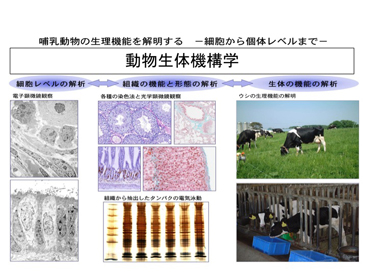 哺乳動物の生理機能を解明する －細胞から個体レベルまで－
動物生体機構学
細胞レベルの解析
組織の機能と形態の解析
生体の機能の解析
電子顕微鏡観察
各種の染色法と光学顕微鏡観察
ウシの生理機能の解明
組織から抽出したタンパクの電気泳動